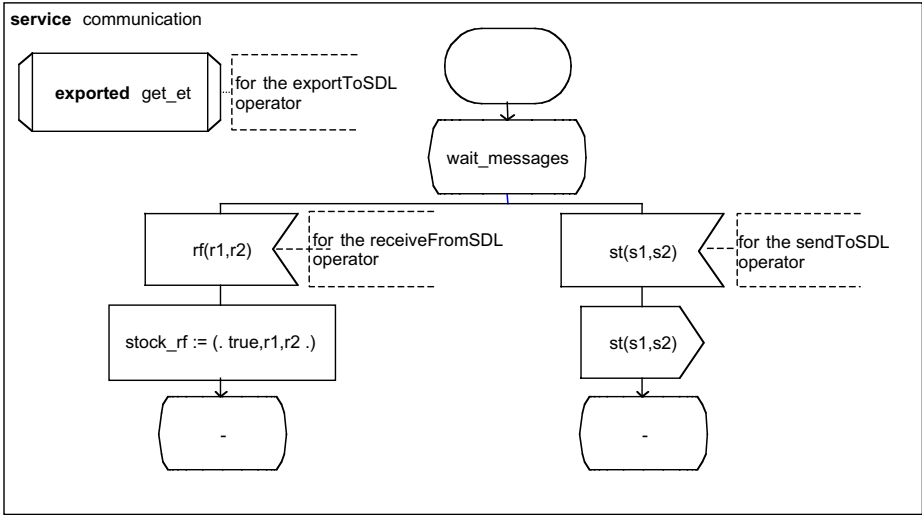 service communication
exported get_et
for the exportToSDL
operator
wait_messages
rf(r1,r2)
for the receiveFromSDL
operator
st(s1,s2)
for the sendToSDL
operator
stock_rf := (. true,r1,r2 .)
st(s1,s2)
-
-